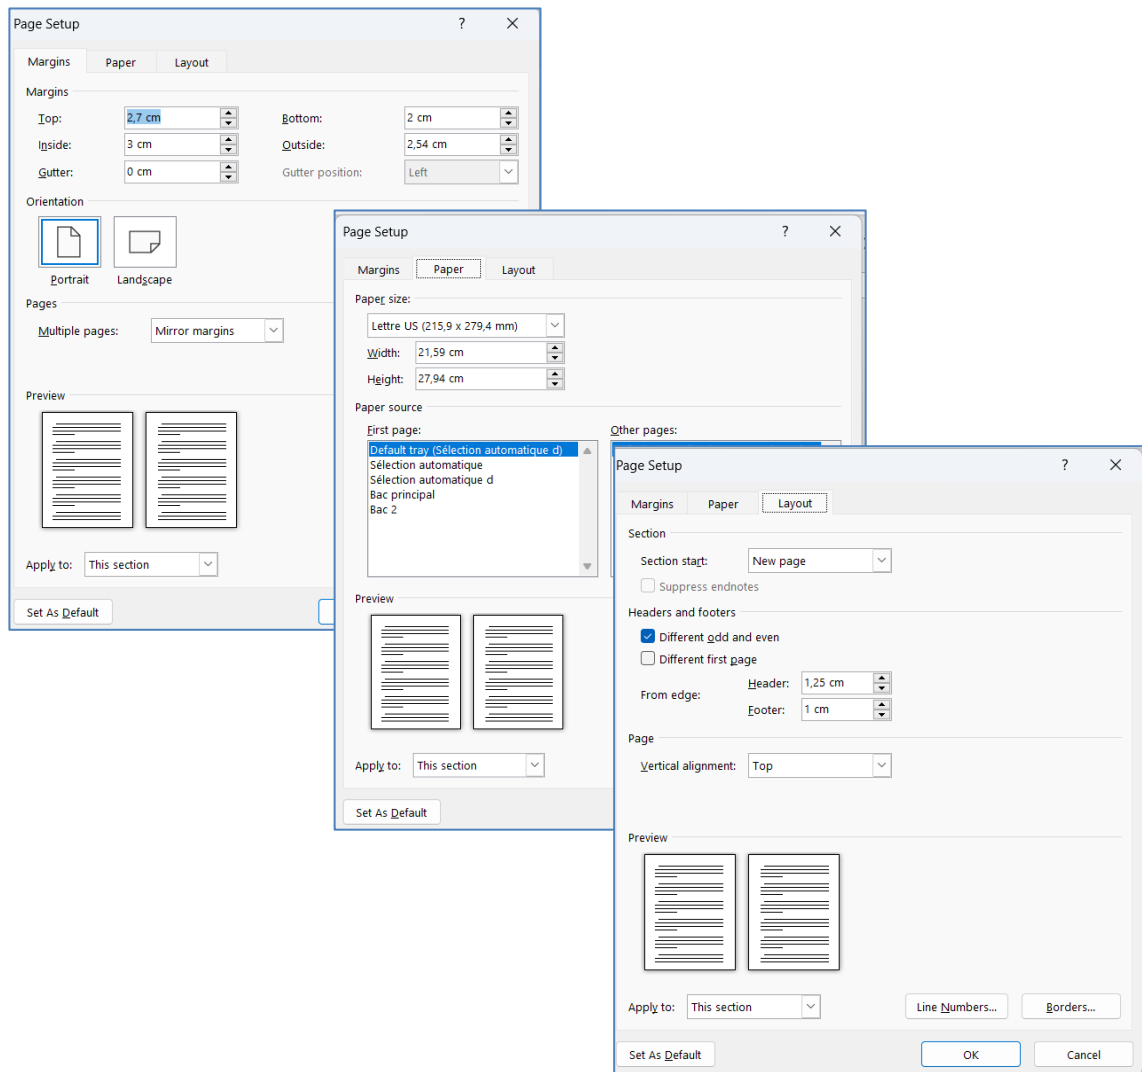 Page Setup ?
Margins Paper Layout
Margins
Top: 2,7 cm Bottom: 2 cm
Inside: 3 cm Outside: 2,54 cm
Gutter: 0 cm Gutter position: Left
Orientation
Portrait Landscape
Pages
Multiple pages: Mirror margins
Preview
Apply to: This section
Set As Default
Page Setup ?
Margins Paper Layout
Paper size:
Lettre US (215,9 x 279,4 mm)
Width: 21,59 cm
Height: 27,94 cm
Paper source
First page: Other pages:
Default tray (Sélection automatique d)
Sélection automatique
Sélection automatique d
Bac principal
Bac 2
Preview
Apply to: This section
Set As Default
Page Setup ?
Margins Paper Layout
Section
Section start: New page
Suppress endnotes
Headers and footers
Different odd and even
Different first page
From edge: Header: 1,25 cm
Footer: 1 cm
Page
Vertical alignment: Top
Preview
Apply to: This section Line Numbers... Borders...
Set As Default OK Cancel